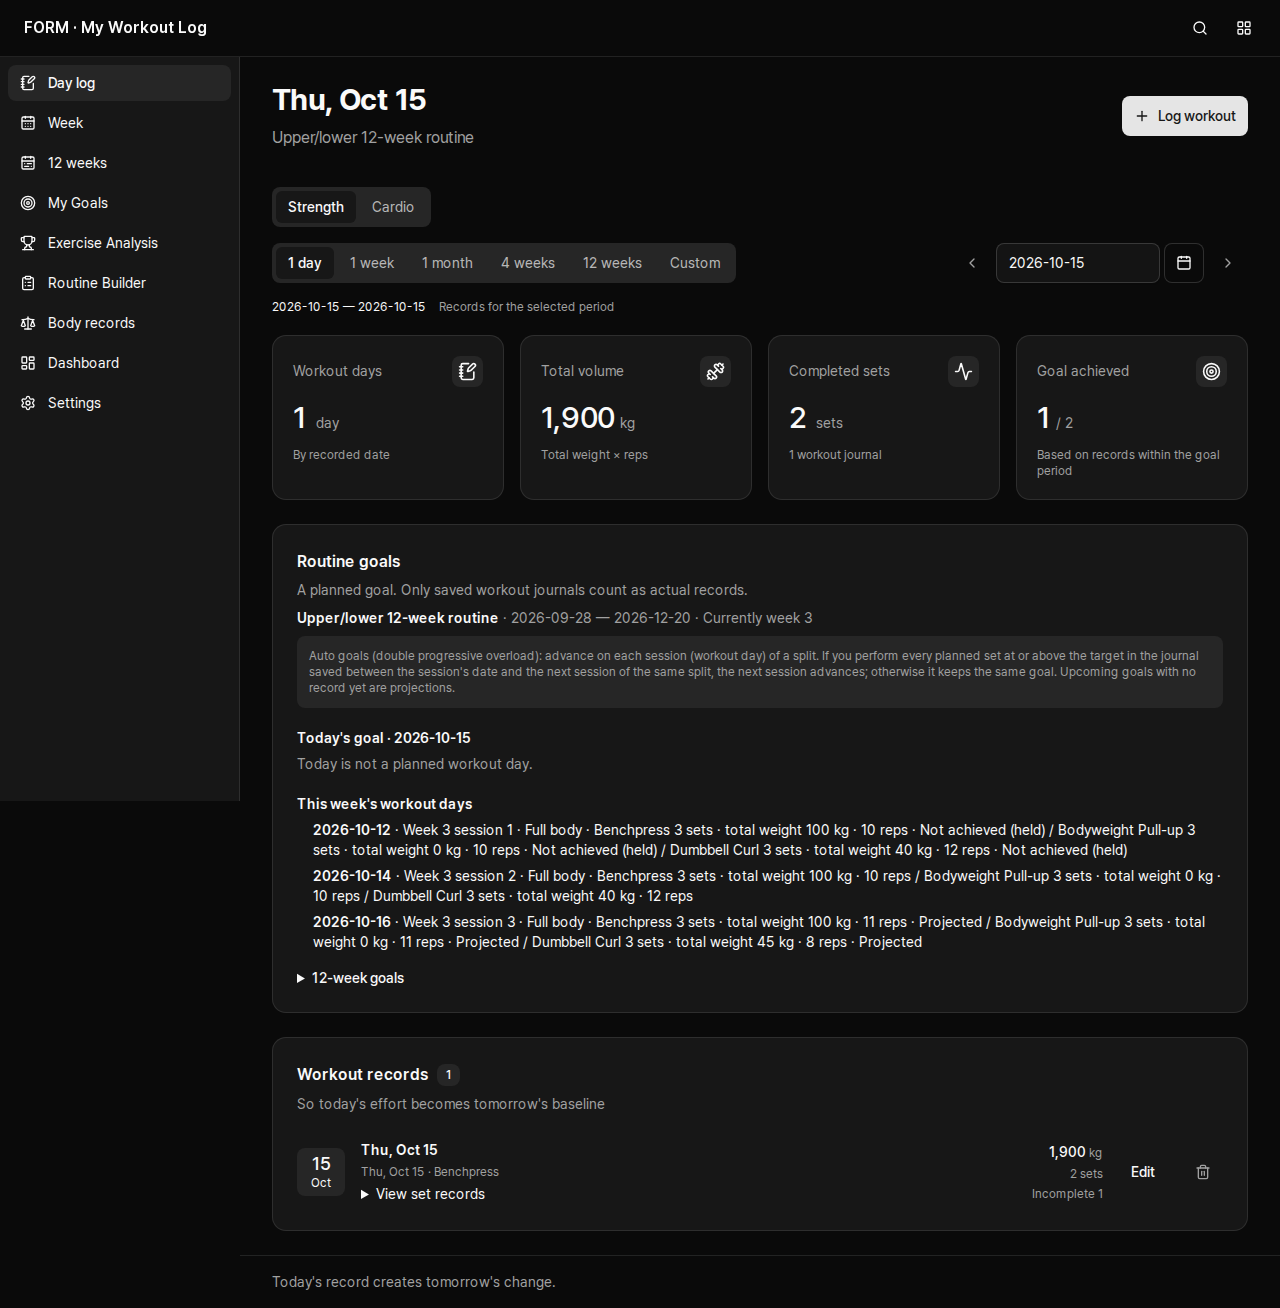 FORM · My Workout Log
Day log
Week
12 weeks
My Goals
Exercise Analysis
Routine Builder
Body records
Dashboard
Settings
Thu, Oct 15
Upper/lower 12-week routine
Log workout
Strength Cardio
1 day 1 week 1 month 4 weeks 12 weeks Custom
2026-10-15
2026-10-15 — 2026-10-15 Records for the selected period
Workout days
1 day
By recorded date
Total volume
1,900 kg
Total weight × reps
Completed sets
2 sets
1 workout journal
Goal achieved
1 / 2
Based on records within the goal
period
Routine goals
A planned goal. Only saved workout journals count as actual records.
Upper/lower 12-week routine · 2026-09-28 — 2026-12-20 · Currently week 3
Auto goals (double progressive overload): advance on each session (workout day) of a split. If you perform every planned set at or above the target in the journal
saved between the session's date and the next session of the same split, the next session advances; otherwise it keeps the same goal. Upcoming goals with no
record yet are projections.
Today's goal · 2026-10-15
Today is not a planned workout day.
This week's workout days
2026-10-12 · Week 3 session 1 · Full body · Benchpress 3 sets · total weight 100 kg · 10 reps · Not achieved (held) / Bodyweight Pull-up 3
sets · total weight 0 kg · 10 reps · Not achieved (held) / Dumbbell Curl 3 sets · total weight 40 kg · 12 reps · Not achieved (held)
2026-10-14 · Week 3 session 2 · Full body · Benchpress 3 sets · total weight 100 kg · 10 reps / Bodyweight Pull-up 3 sets · total weight 0 kg ·
10 reps / Dumbbell Curl 3 sets · total weight 40 kg · 12 reps
2026-10-16 · Week 3 session 3 · Full body · Benchpress 3 sets · total weight 100 kg · 11 reps · Projected / Bodyweight Pull-up 3 sets · total
weight 0 kg · 11 reps · Projected / Dumbbell Curl 3 sets · total weight 45 kg · 8 reps · Projected
12-week goals
Workout records 1
So today's effort becomes tomorrow's baseline
15
Oct
Thu, Oct 15
Thu, Oct 15 · Benchpress
View set records
1,900 kg
2 sets
Incomplete 1
Edit
Today's record creates tomorrow's change.